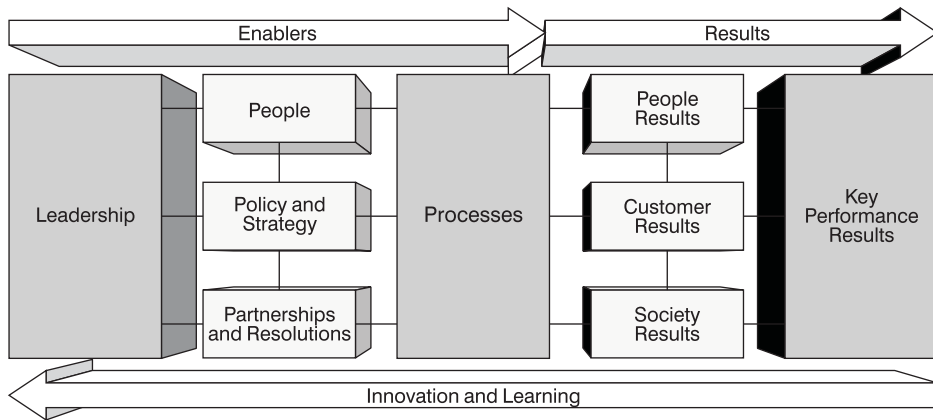 Enablers
Results
Leadership
People
Policy and
Strategy
Partnerships
and Resolutions
Processes
People
Results
Customer
Results
Society
Results
Key
Performance
Results
Innovation and Learning